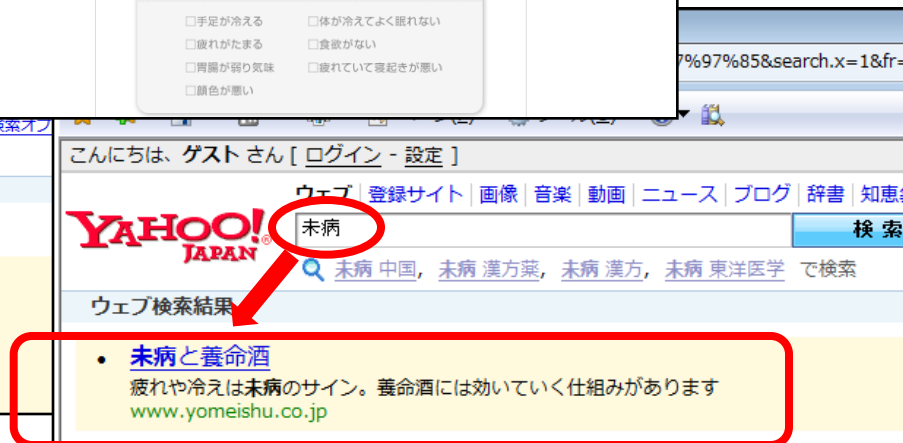 □手足が冷える □体が冷えてよく眠れない
□疲れがたまる □食欲がない
□胃腸が弱り気味 □疲れていて寝起きが悪い
□顔色が悪い
%97%85&search.x=1&fr=
索オプ
こんにちは、ゲスト さん [ ログイン - 設定 ]
ウェブ 登録サイト 画像 音楽 動画 ニュース ブログ 辞書 知恵
YAHOO! JAPAN
未病 検索
未病 中国, 未病 漢方薬, 未病 漢方, 未病 東洋医学 で検索
ウェブ検索結果
• 未病と養命酒
疲れや冷えは未病のサイン。養命酒には効いていく仕組みがあります
www.yomeishu.co.jp